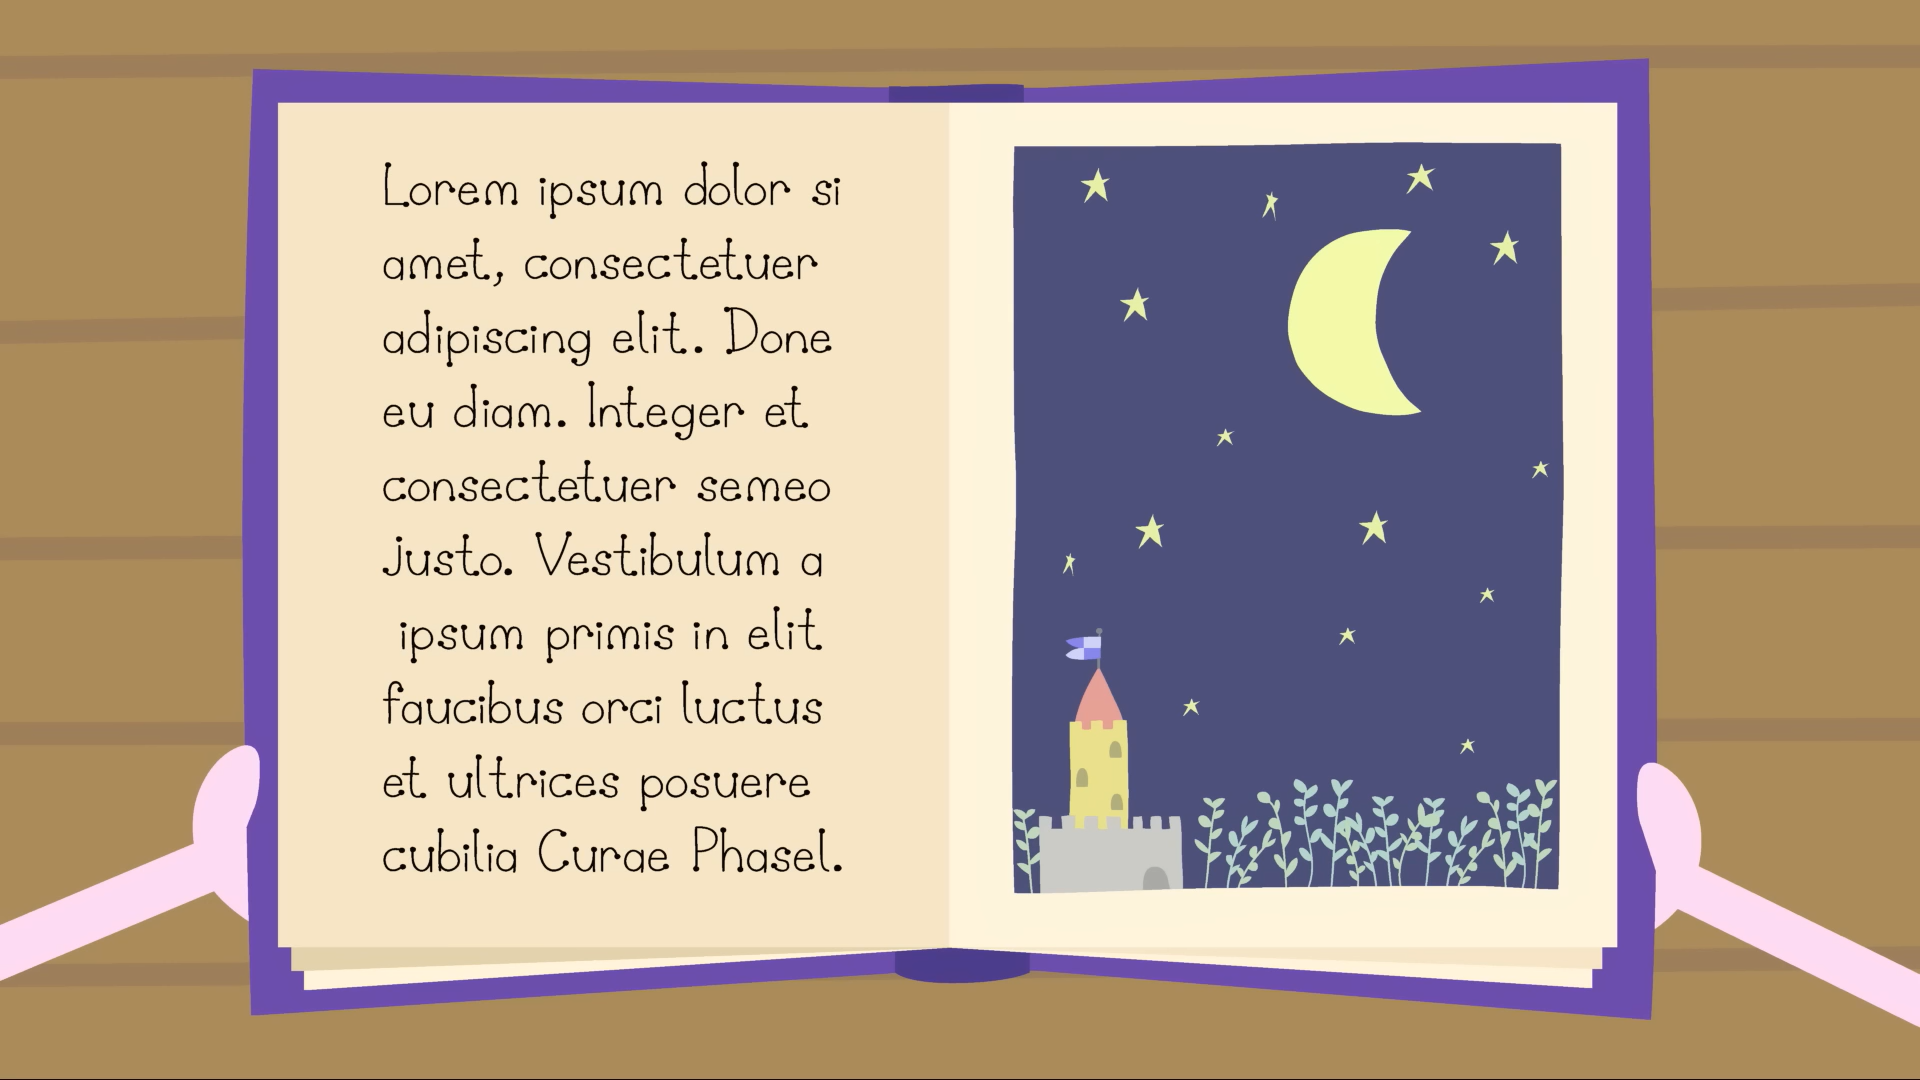 Lorem ipsum dolor si
amet, consectetuer
adipiscing elit. Done
eu diam. Integer et
consectetuer semeo
justo. Vestibulum a
ipsum primis in elit
faucibus orci luctus
et ultrices posuere
cubilia Curae Phasel.